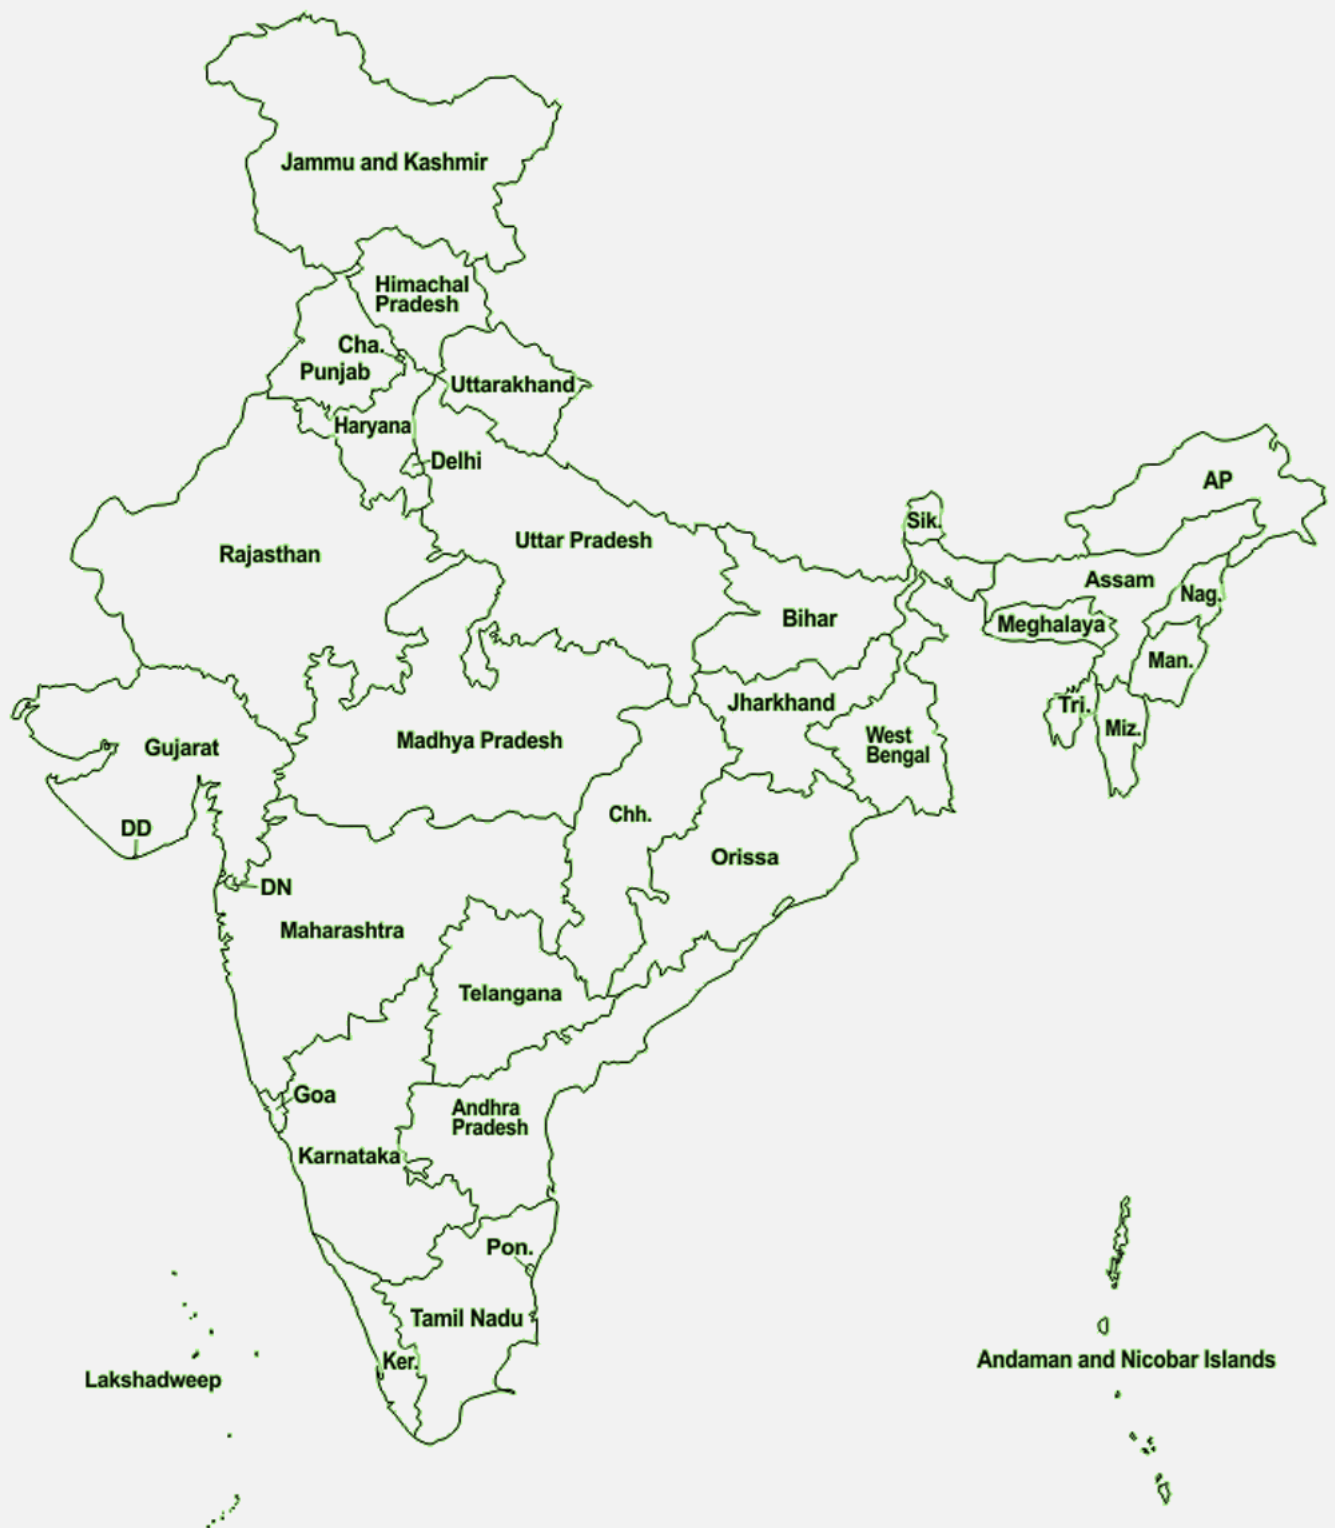 Jammu and Kashmir
Himachal
Pradesh
Cha.
Punjab
Uttarakhand
Haryana
Delhi
AP
Sik.
Rajasthan
Uttar Pradesh
Assam
Nag.
Bihar
Meghalaya
Man.
Jharkhand
Tri.
Miz.
Gujarat
Madhya Pradesh
West
Bengal
Chh.
DD
Orissa
DN
Maharashtra
Telangana
Goa
Andhra
Pradesh
Karnataka
Pon.
Tamil Nadu
Ker.
Lakshadweep
Andaman and Nicobar Islands